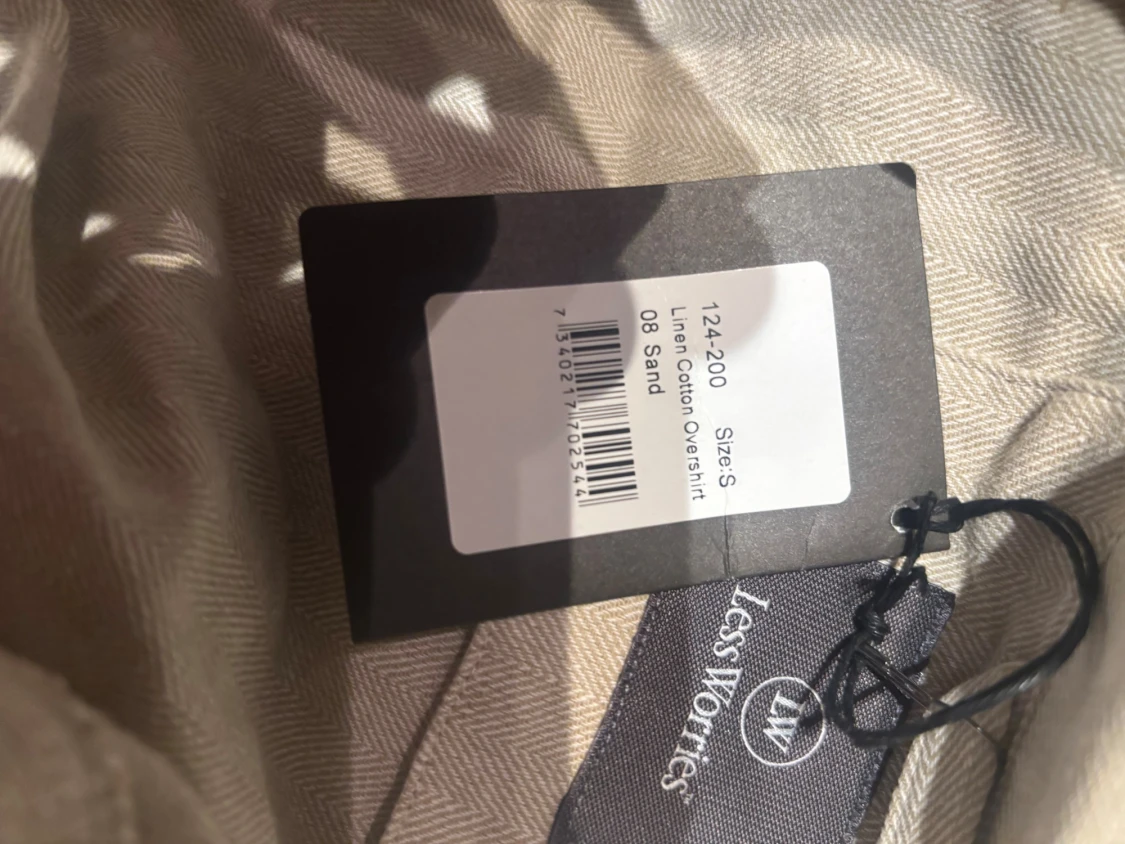 124-200 Size:S
Linen Cotton Overshirt
08 Sand
7 340217 702544
LW
Less Worries